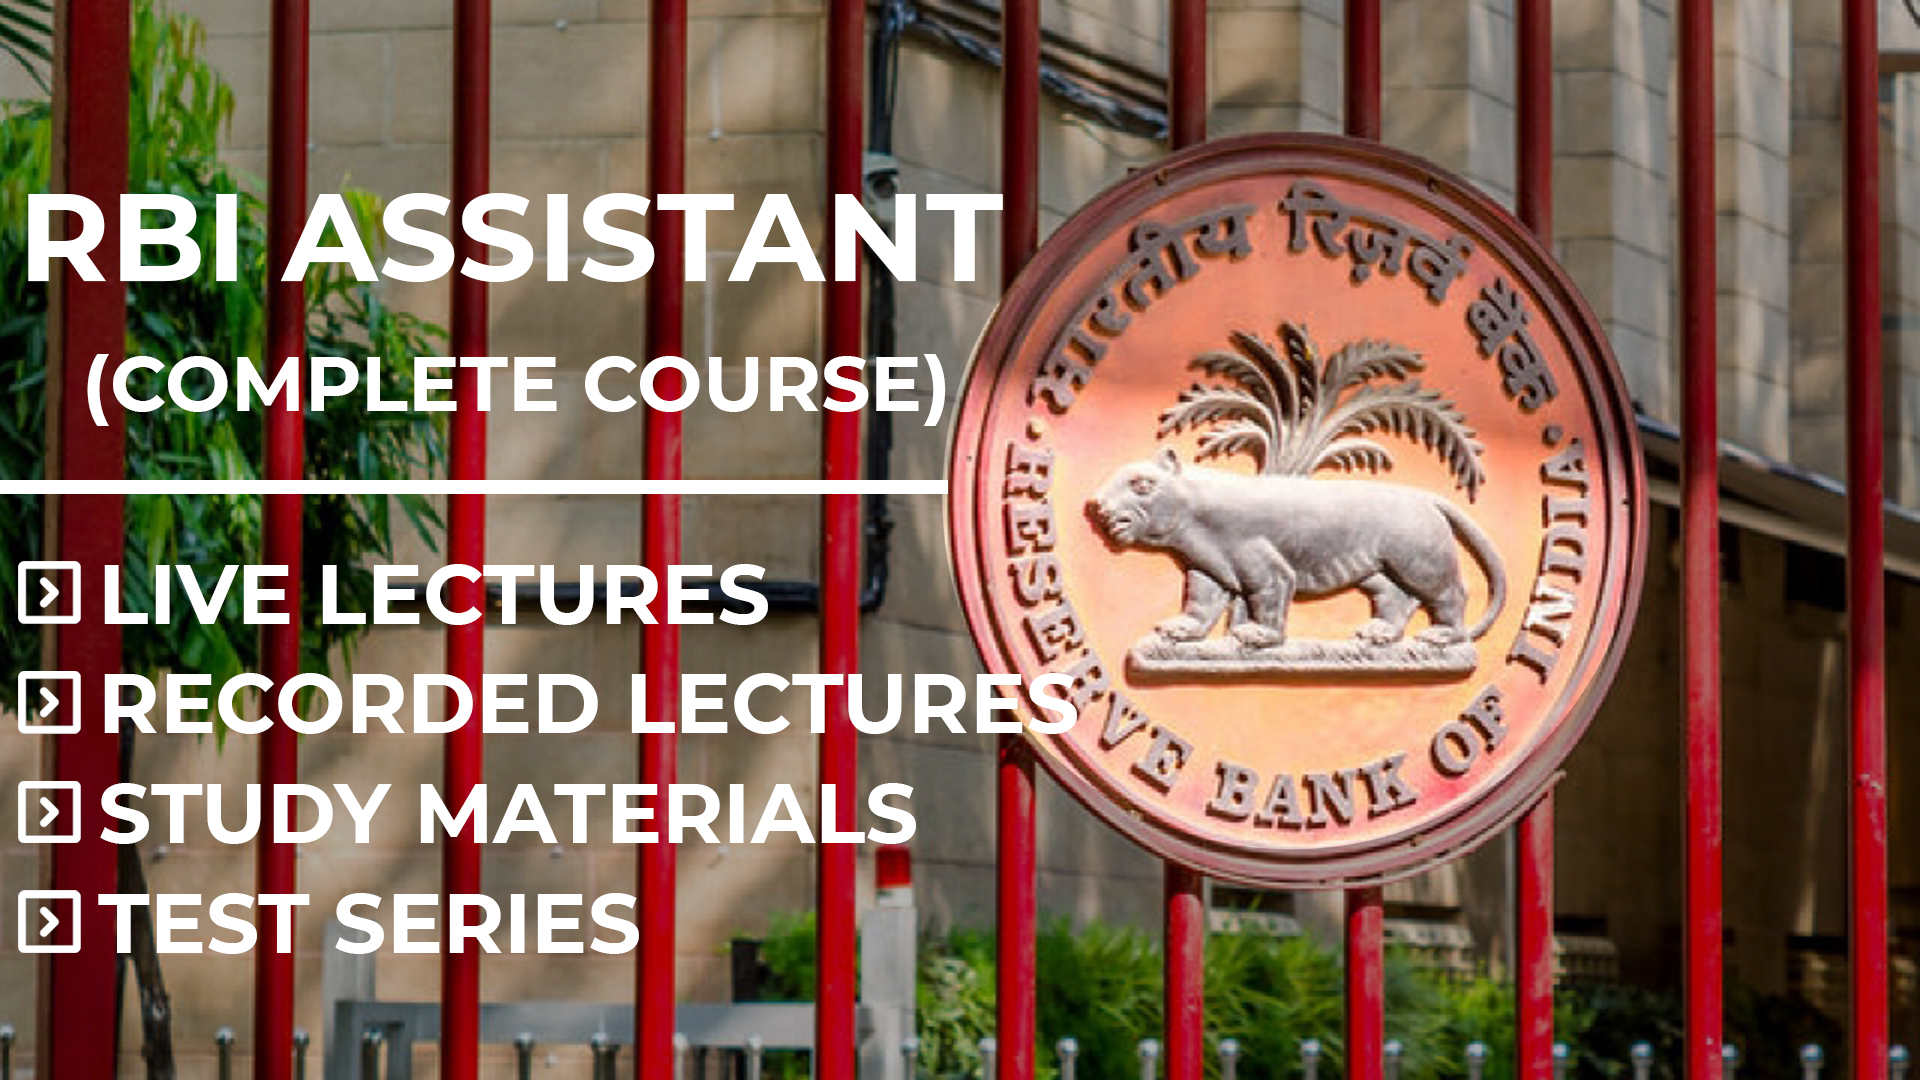 RBI ASSISTANT
(COMPLETE COURSE)
LIVE LECTURES
RECORDED LECTURES
STUDY MATERIALS
TEST SERIES
भारतीय रिज़र्व बैंक
RESERVE BANK OF INDIA